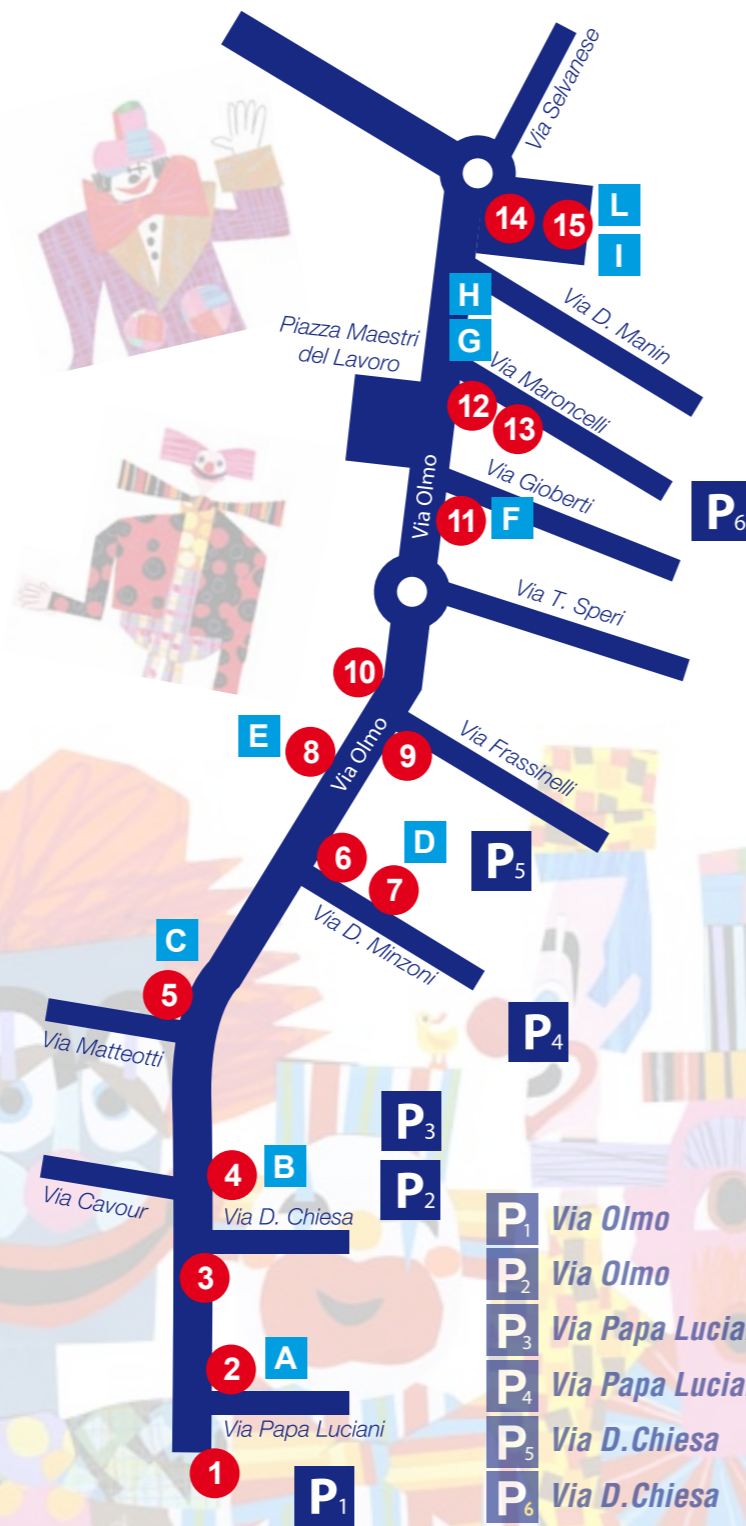 Via Selvanese
14
15
L
I
H
G
Via D. Manin
Piazza Maestri
del Lavoro
Via Maroncelli
12
13
Via Gioberti
P6
Via Olmo
11
F
Via T. Speri
10
E
8
Via Olmo
9
Via Frassinelli
6
D
7
P5
Via D. Minzoni
C
5
Via Matteotti
P4
P3
4
B
P2
Via Cavour
Via D. Chiesa
3
2
A
Via Papa Luciani
1
P1
P1 Via Olmo
P2 Via Olmo
P3 Via Papa Lucia
P4 Via Papa Lucia
P5 Via D.Chiesa
P6 Via D.Chiesa